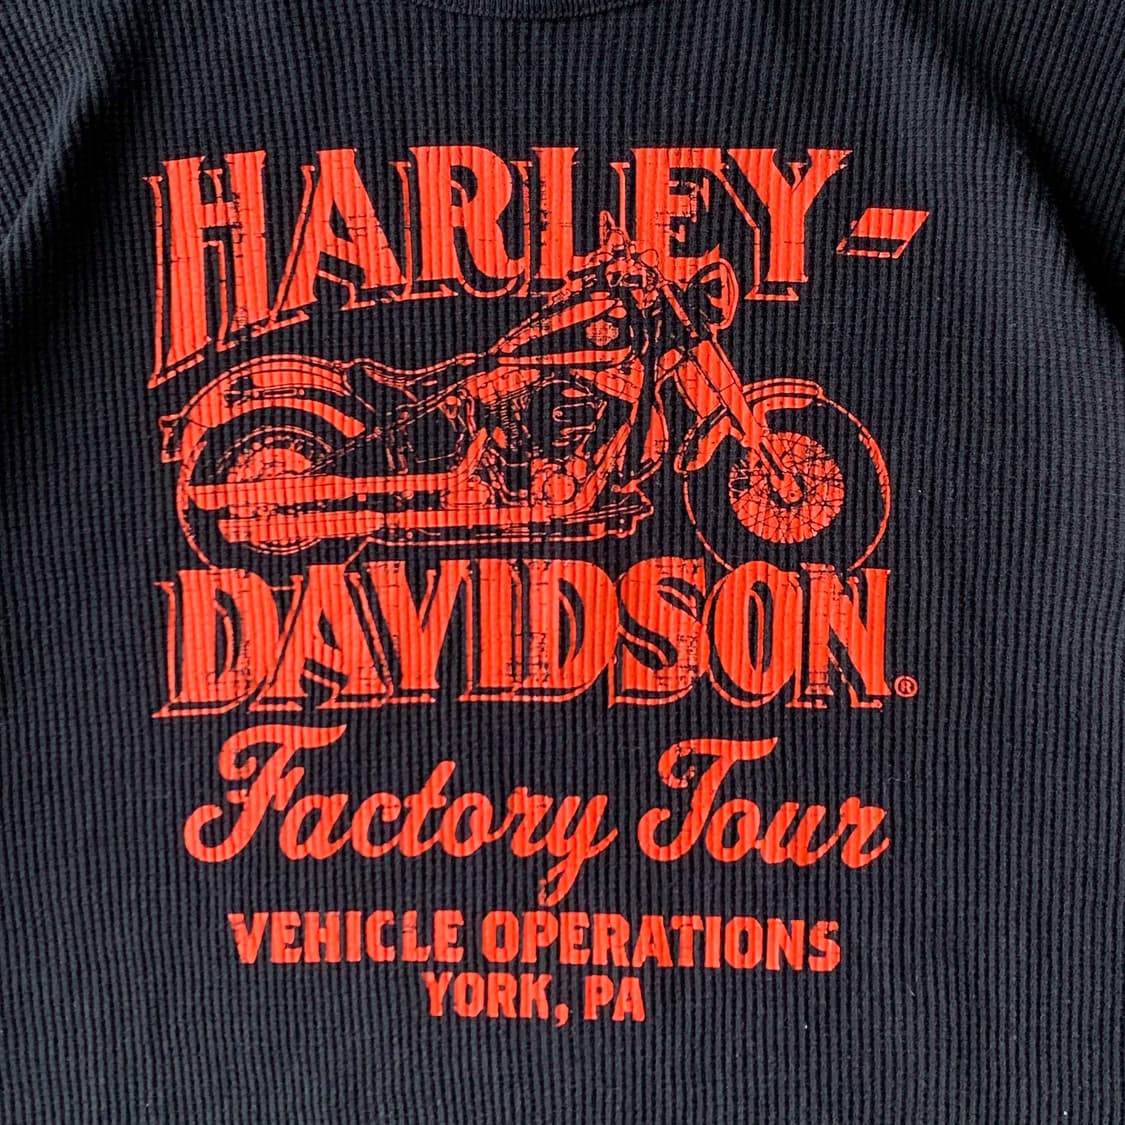 HARLEY-
DAVIDSON®
Factory Tour
VEHICLE OPERATIONS
YORK, PA